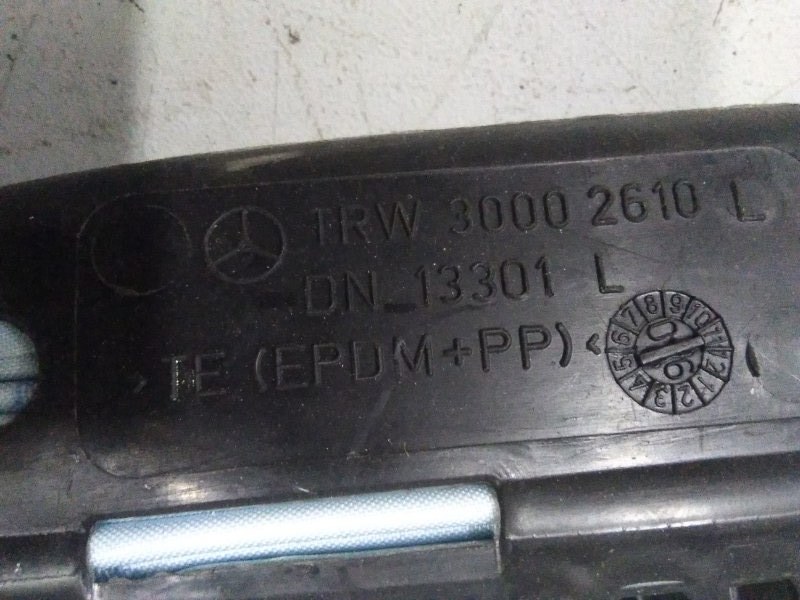 TRW 3000 2610 L
DN_13301 L
>TE (EPDM+PP)<